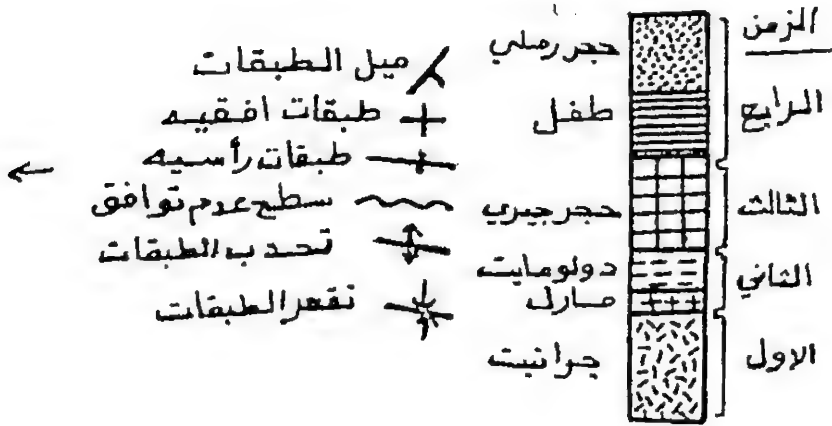 الزمن
الرابع
حجر رملي
طفل
الثالث
حجر جيري
الثاني
دولومايت
مارل
الاول
جرانيت
ميل الطبقات
طبقات افقيه
طبقات رأسيه
سطح عدم توافق
تحدب الطبقات
تقعر الطبقات